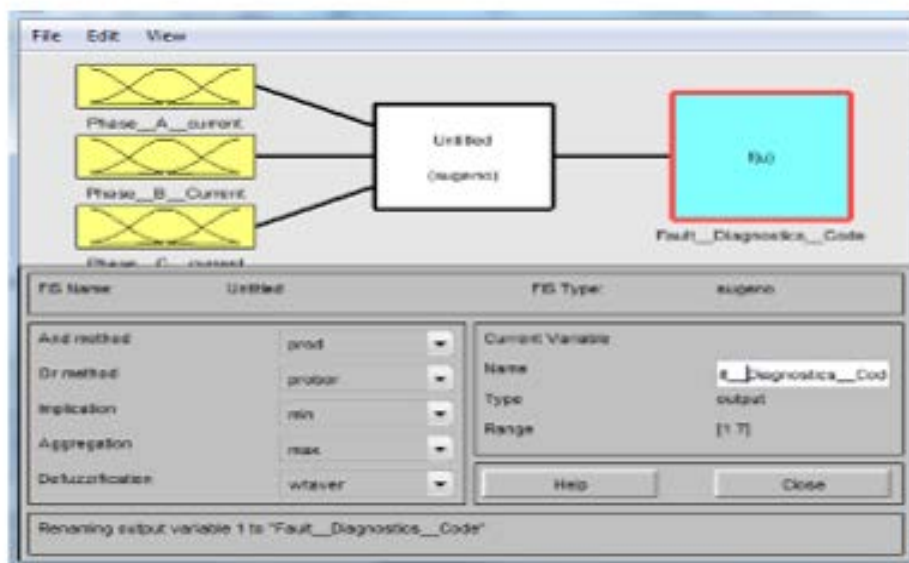 File Edit View
Phase__A__current
Phase__B__Current
Phase__C__current
Untitled
(sugeno)
f(u)
Fault__Diagnostics__Code
FIS Name: Untitled FIS Type: sugeno
And method prod
Or method probor
Implication min
Aggregation max
Defuzzification wtaver
Current Variable
Name lt__Diagnostics__Cod
Type output
Range [1 7]
Help Close
Renaming output variable 1 to "Fault__Diagnostics__Code"